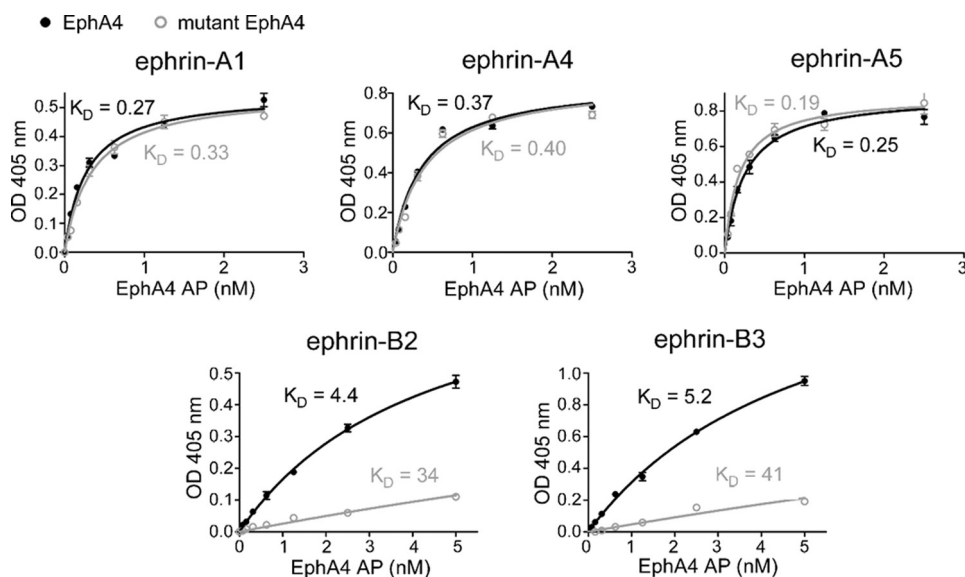 EphA4 mutant EphA4
ephrin-A1
K_D = 0.27
K_D = 0.33
OD 405 nm
0.5
0.4
0.3
0.2
0.1
0.0
0 1 2 3
EphA4 AP (nM)
ephrin-A4
K_D = 0.37
K_D = 0.40
OD 405 nm
0.8
0.6
0.4
0.2
0.0
0 1 2 3
EphA4 AP (nM)
ephrin-A5
K_D = 0.19
K_D = 0.25
OD 405 nm
0.8
0.6
0.4
0.2
0.0
0 1 2 3
EphA4 AP (nM)
ephrin-B2
K_D = 4.4
K_D = 34
OD 405 nm
0.5
0.4
0.3
0.2
0.1
0.0
0 1 2 3 4 5
EphA4 AP (nM)
ephrin-B3
K_D = 5.2
K_D = 41
OD 405 nm
1.0
0.8
0.6
0.4
0.2
0.0
0 1 2 3 4 5
EphA4 AP (nM)